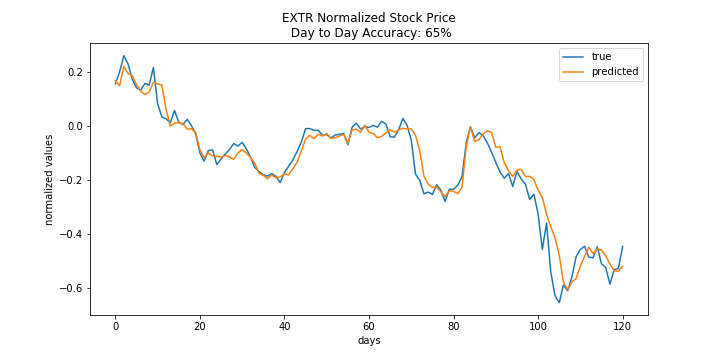 EXTR Normalized Stock Price
Day to Day Accuracy: 65%
true
predicted
normalized values
0.2
0.0
−0.2
−0.4
−0.6
0
20
40
60
80
100
120
days